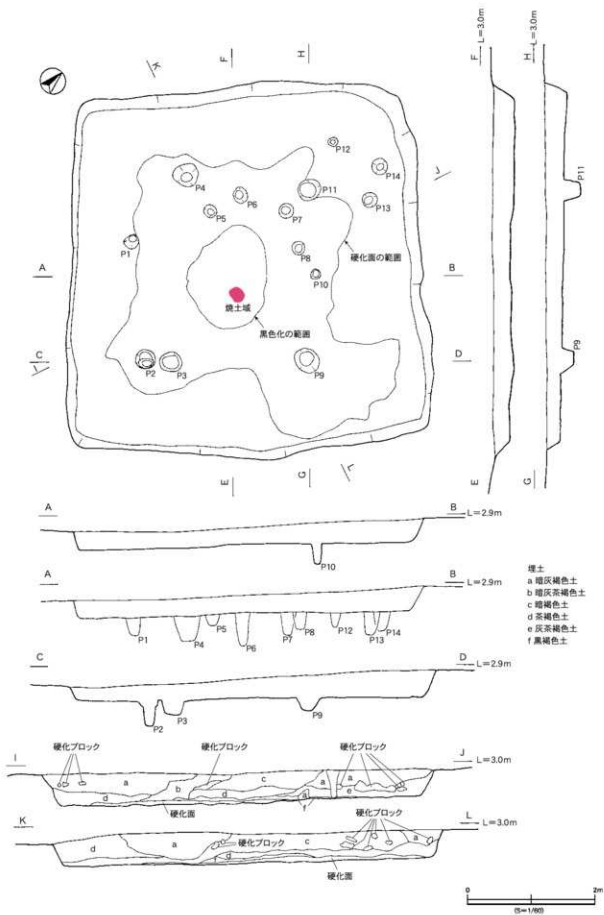 F
H
K
P12
P14
J
P4
P11
P6
P13
P5
P7
硬化面の範囲
P8
P1
P10
A
B
焼土域
黒色化の範囲
C
D
I
P2
P3
P9
E
G
L
F
L=3.0m
H
L=3.0m
P11
P9
E
G
A
B
L=2.9m
P10
A
B
L=2.9m
P1
P4
P5
P6
P7
P8
P12
P13
P14
C
D
L=2.9m
P2
P3
P9
埋土
a 暗灰褐色土
b 暗灰茶褐色土
c 暗褐色土
d 茶褐色土
e 灰茶褐色土
f 黒褐色土
硬化ブロック
硬化ブロック
硬化ブロック
I
J
L=3.0m
a
b
c
a
a
d
d
a
e
f
硬化面
K
硬化ブロック
L
L=3.0m
d
a
硬化ブロック
c
a
d
硬化面
0
2m
(S=1/60)